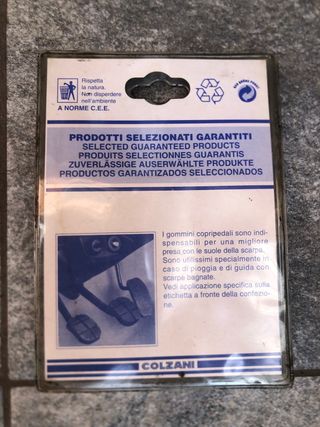 Rispetta
la natura.
Non disperdere
nell'ambiente
A NORME C.E.E.
PRODOTTI SELEZIONATI GARANTITI
SELECTED GUARANTEED PRODUCTS
PRODUITS SELECTIONNES GUARANTIS
ZUVERLÄSSIGE AUSERWÄHLTE PRODUKTE
PRODUCTOS GARANTIZADOS SELECCIONADOS
I gommini copripedali sono indi-
spensabili per una migliore
presa con le suole della scarpa.
Sono utilissimi specialmente in
caso di pioggia e di guida con
scarpe bagnate.
Vedi applicazione specifica sulla
etichetta a fronte della confezio-
ne.
COLZANI